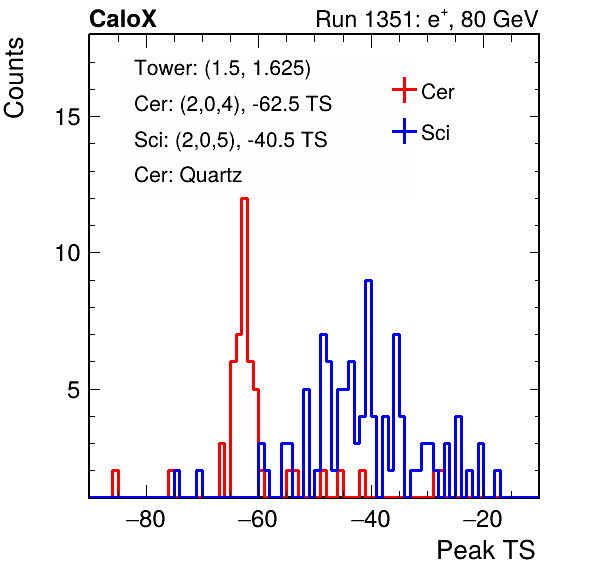 CaloX Run 1351: e⁺, 80 GeV
Counts
Tower: (1.5, 1.625)
Cer: (2,0,4), -62.5 TS
Sci: (2,0,5), -40.5 TS
Cer: Quartz
Cer
Sci
15
10
5
−80 −60 −40 −20
Peak TS